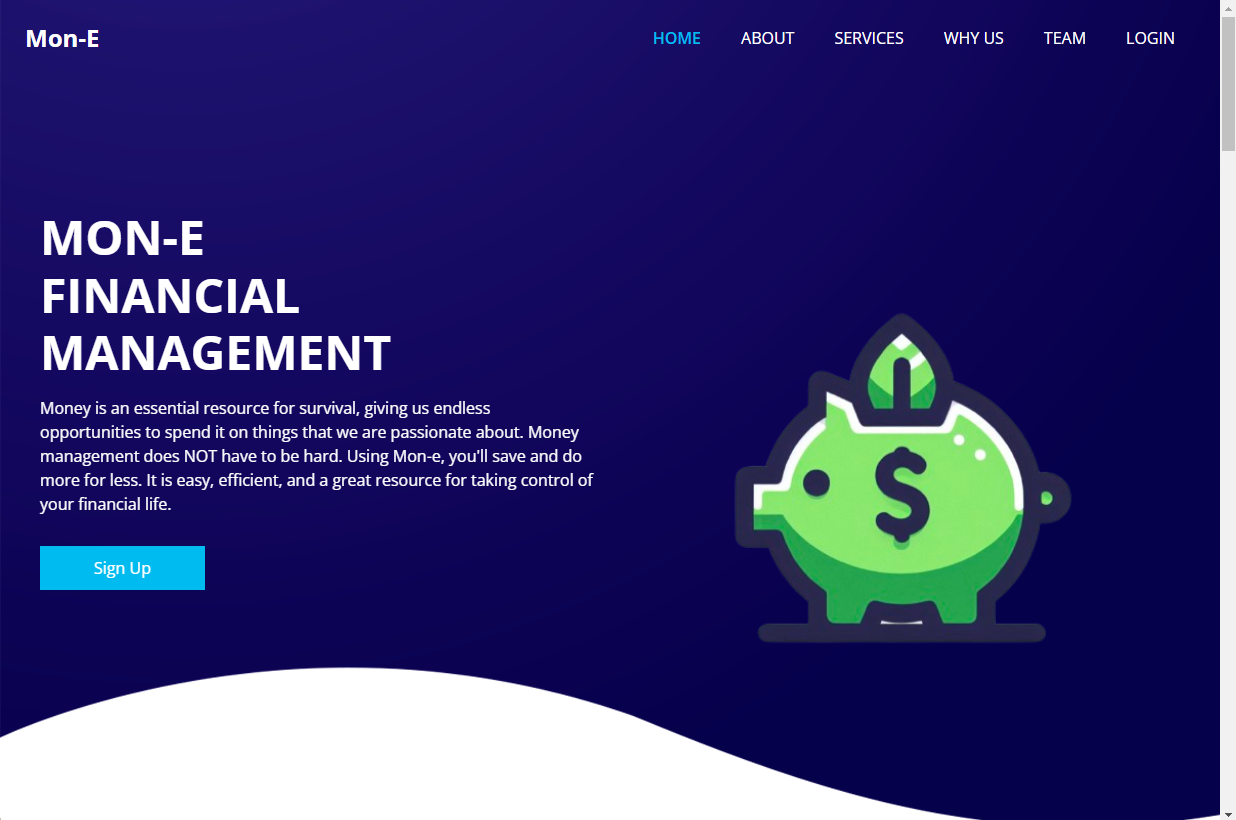 Mon-E
HOME ABOUT SERVICES WHY US TEAM LOGIN
MON-E
FINANCIAL
MANAGEMENT
Money is an essential resource for survival, giving us endless
opportunities to spend it on things that we are passionate about. Money
management does NOT have to be hard. Using Mon-e, you'll save and do
more for less. It is easy, efficient, and a great resource for taking control of
your financial life.
Sign Up
$